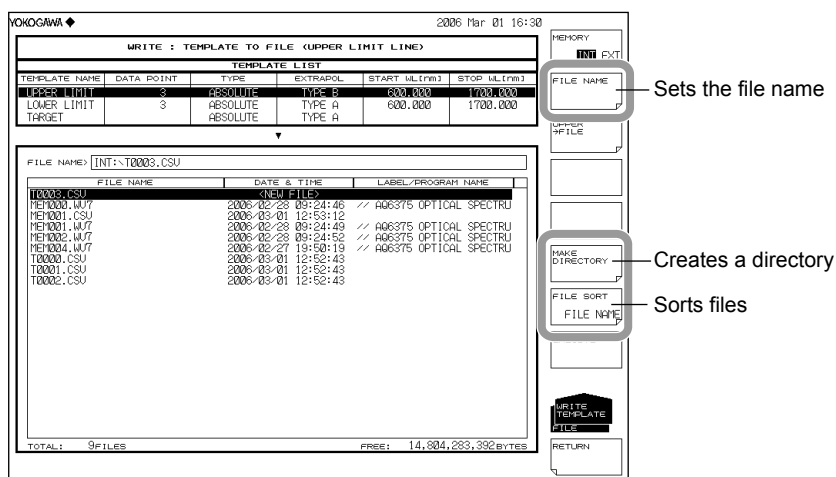 YOKOGAWA ◆ 2006 Mar 01 16:30
WRITE : TEMPLATE TO FILE (UPPER LIMIT LINE)
TEMPLATE LIST
TEMPLATE NAME DATA POINT TYPE EXTRAPOL START WL[nm] STOP WL[nm]
UPPER LIMIT 3 ABSOLUTE TYPE B 600.000 1700.000
LOWER LIMIT 3 ABSOLUTE TYPE A 600.000 1700.000
TARGET ABSOLUTE TYPE A
▼
FILE NAME> INT:\T0003.CSV
FILE NAME DATE & TIME LABEL/PROGRAM NAME
T0003.CSV <NEW FILE>
MEM000.WV7 2006/02/28 09:24:46 // AQ6375 OPTICAL SPECTRU
MEM001.CSV 2006/03/01 12:53:12
MEM001.WV7 2006/02/28 09:24:49 // AQ6375 OPTICAL SPECTRU
MEM002.WV7 2006/02/28 09:24:52 // AQ6375 OPTICAL SPECTRU
MEM004.WV7 2006/02/27 19:50:19 // AQ6375 OPTICAL SPECTRU
T0000.CSV 2006/03/01 12:52:43
T0001.CSV 2006/03/01 12:52:43
T0002.CSV 2006/03/01 12:52:43
TOTAL: 9FILES FREE: 14,804,283,392BYTES
MEMORY
INT EXT
FILE NAME
Sets the file name
UPPER
→FILE
MAKE
DIRECTORY
Creates a directory
FILE SORT
FILE NAME
Sorts files
WRITE
TEMPLATE
FILE
RETURN